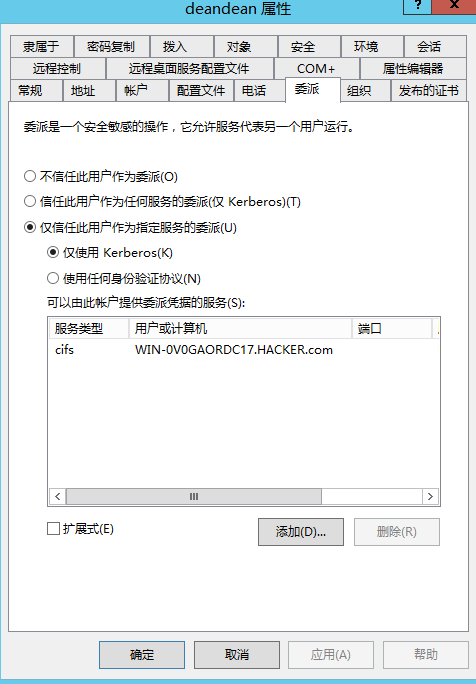 deandean 属性
?
隶属于 密码复制 拨入 对象 安全 环境 会话
远程控制 远程桌面服务配置文件 COM+ 属性编辑器
常规 地址 帐户 配置文件 电话 委派 组织 发布的证书
委派是一个安全敏感的操作，它允许服务代表另一个用户运行。
不信任此用户作为委派(O)
信任此用户作为任何服务的委派(仅 Kerberos)(T)
仅信任此用户作为指定服务的委派(U)
仅使用 Kerberos(K)
使用任何身份验证协议(N)
可以由此帐户提供委派凭据的服务(S):
服务类型 用户或计算机 端口
cifs WIN-0V0GAORDC17.HACKER.com
扩展式(E) 添加(D)... 删除(R)
确定 取消 应用(A) 帮助